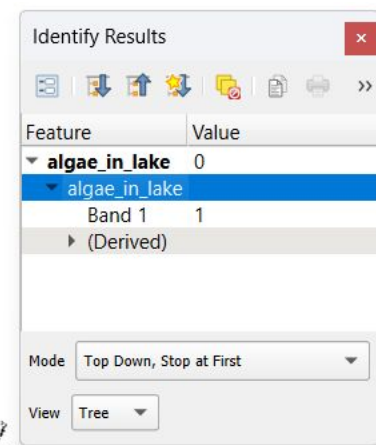 Identify Results
Feature Value
algae_in_lake 0
algae_in_lake
Band 1 1
(Derived)
Mode Top Down, Stop at First
View Tree